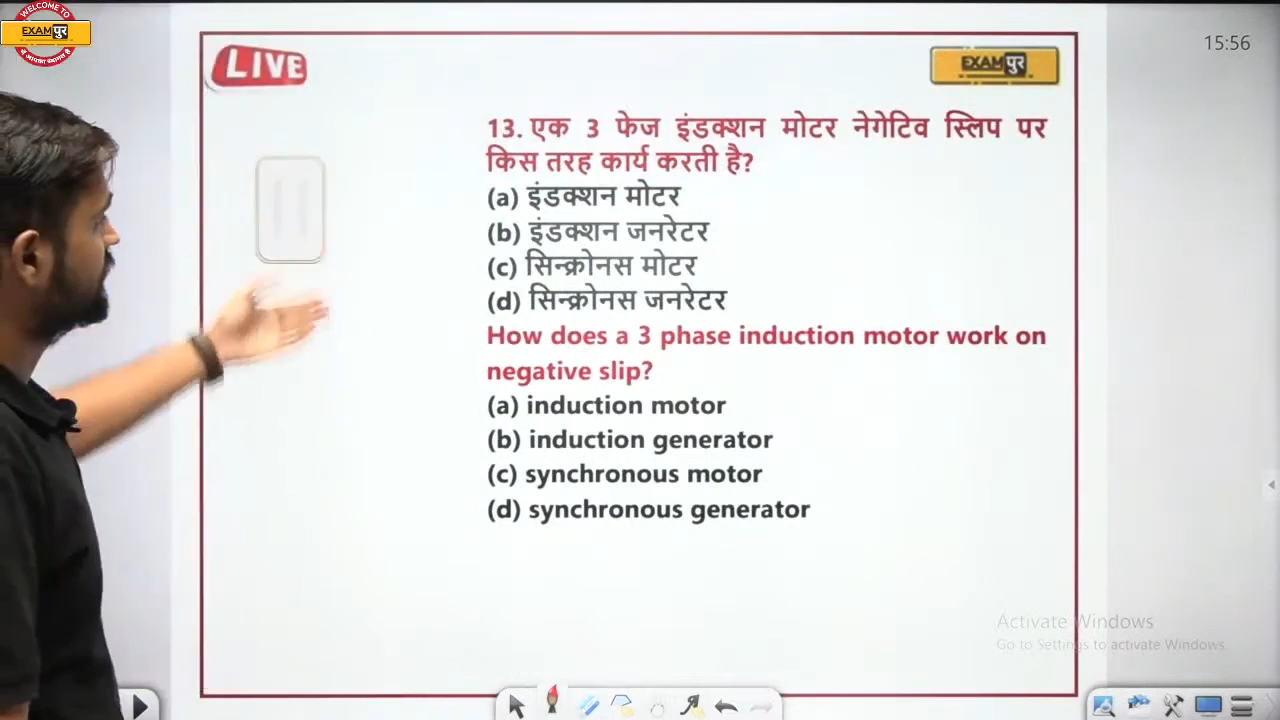 WELCOME TO
EXAMपुर
में आपका स्वागत है
15:56
LIVE
EXAMपुर
13. एक 3 फेज इंडक्शन मोटर नेगेटिव स्लिप पर
किस तरह कार्य करती है?
(a) इंडक्शन मोटर
(b) इंडक्शन जनरेटर
(c) सिन्क्रोनस मोटर
(d) सिन्क्रोनस जनरेटर
How does a 3 phase induction motor work on
negative slip?
(a) induction motor
(b) induction generator
(c) synchronous motor
(d) synchronous generator
Activate Windows
Go to Settings to activate Windows.